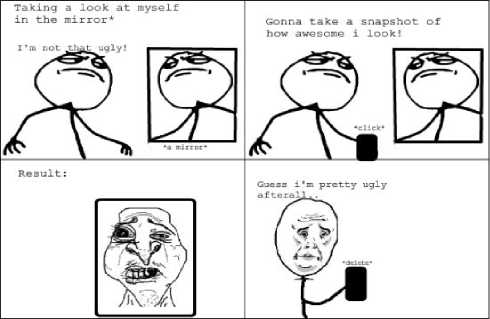 Taking a look at myself
in the mirror*
I'm not that ugly!
*a mirror*
Gonna take a snapshot of
how awesome i look!
*click*
Result:
Guess i'm pretty ugly
afterall..
*delete*